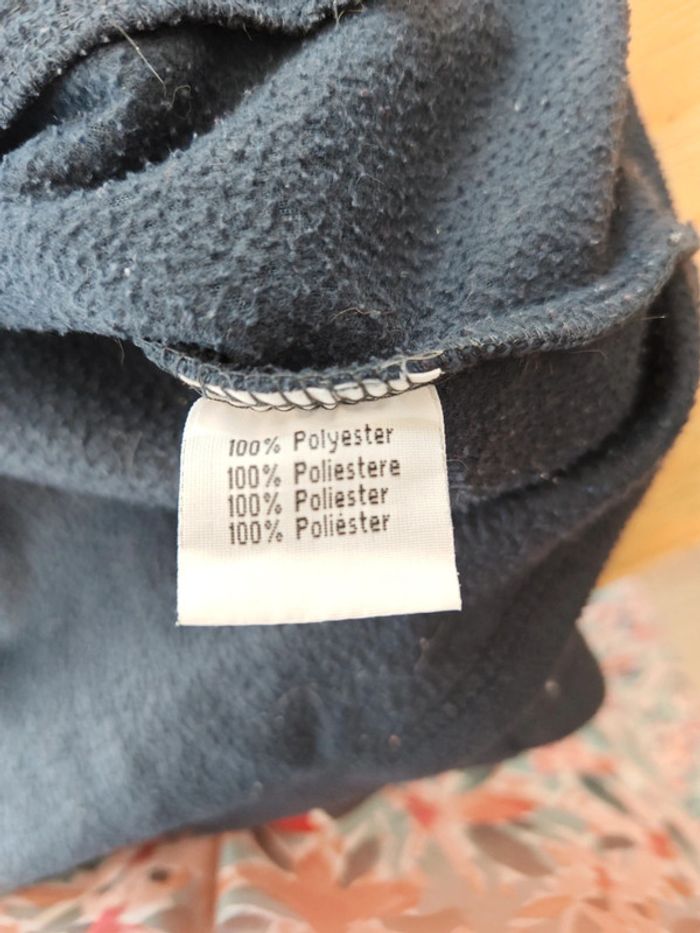 100% Polyester
100% Poliestere
100% Poliester
100% Poliéster